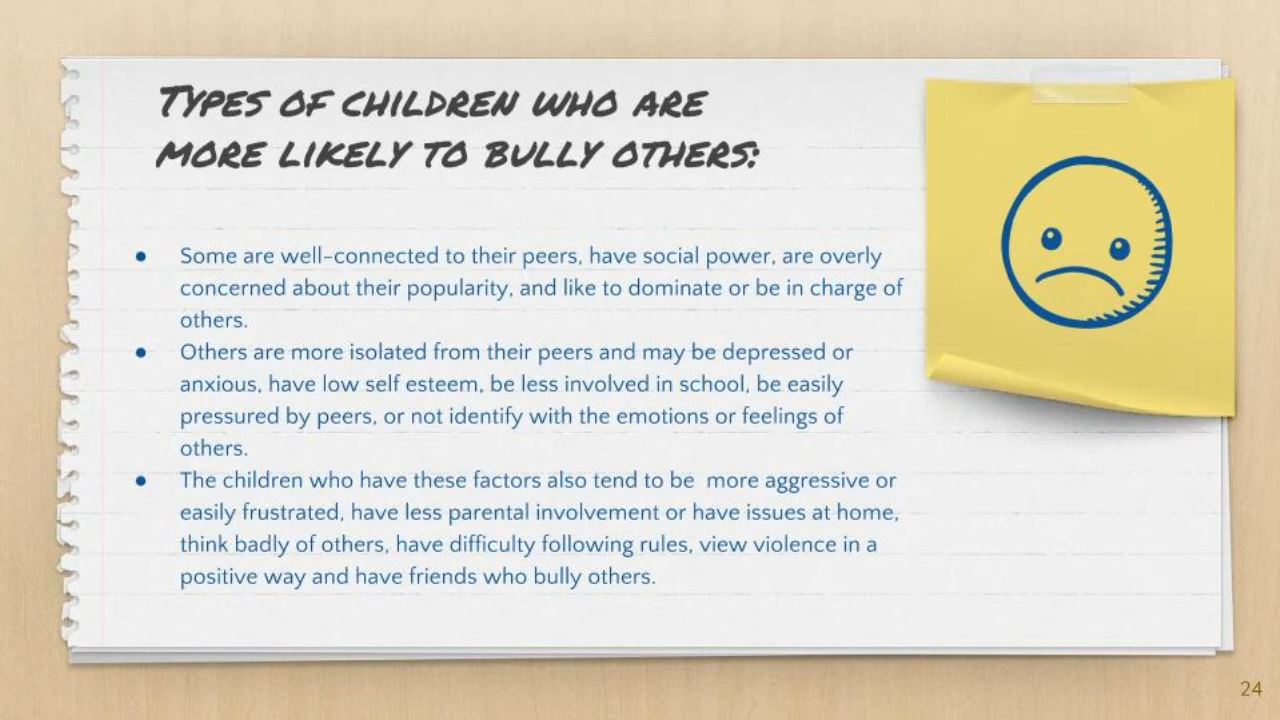 Types of children who are
more likely to bully others:
● Some are well-connected to their peers, have social power, are overly
concerned about their popularity, and like to dominate or be in charge of
others.
● Others are more isolated from their peers and may be depressed or
anxious, have low self esteem, be less involved in school, be easily
pressured by peers, or not identify with the emotions or feelings of
others.
● The children who have these factors also tend to be  more aggressive or
easily frustrated, have less parental involvement or have issues at home,
think badly of others, have difficulty following rules, view violence in a
positive way and have friends who bully others.
24